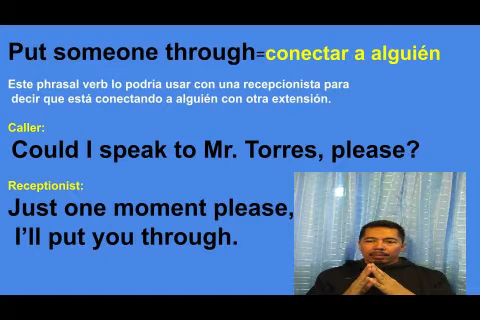 Put someone through=conectar a alguién
Este phrasal verb lo podria usar con una recepcionista para
decir que está conectando a alguién con otra extensión.
Caller:
Could I speak to Mr. Torres, please?
Receptionist:
Just one moment please,
I'll put you through.